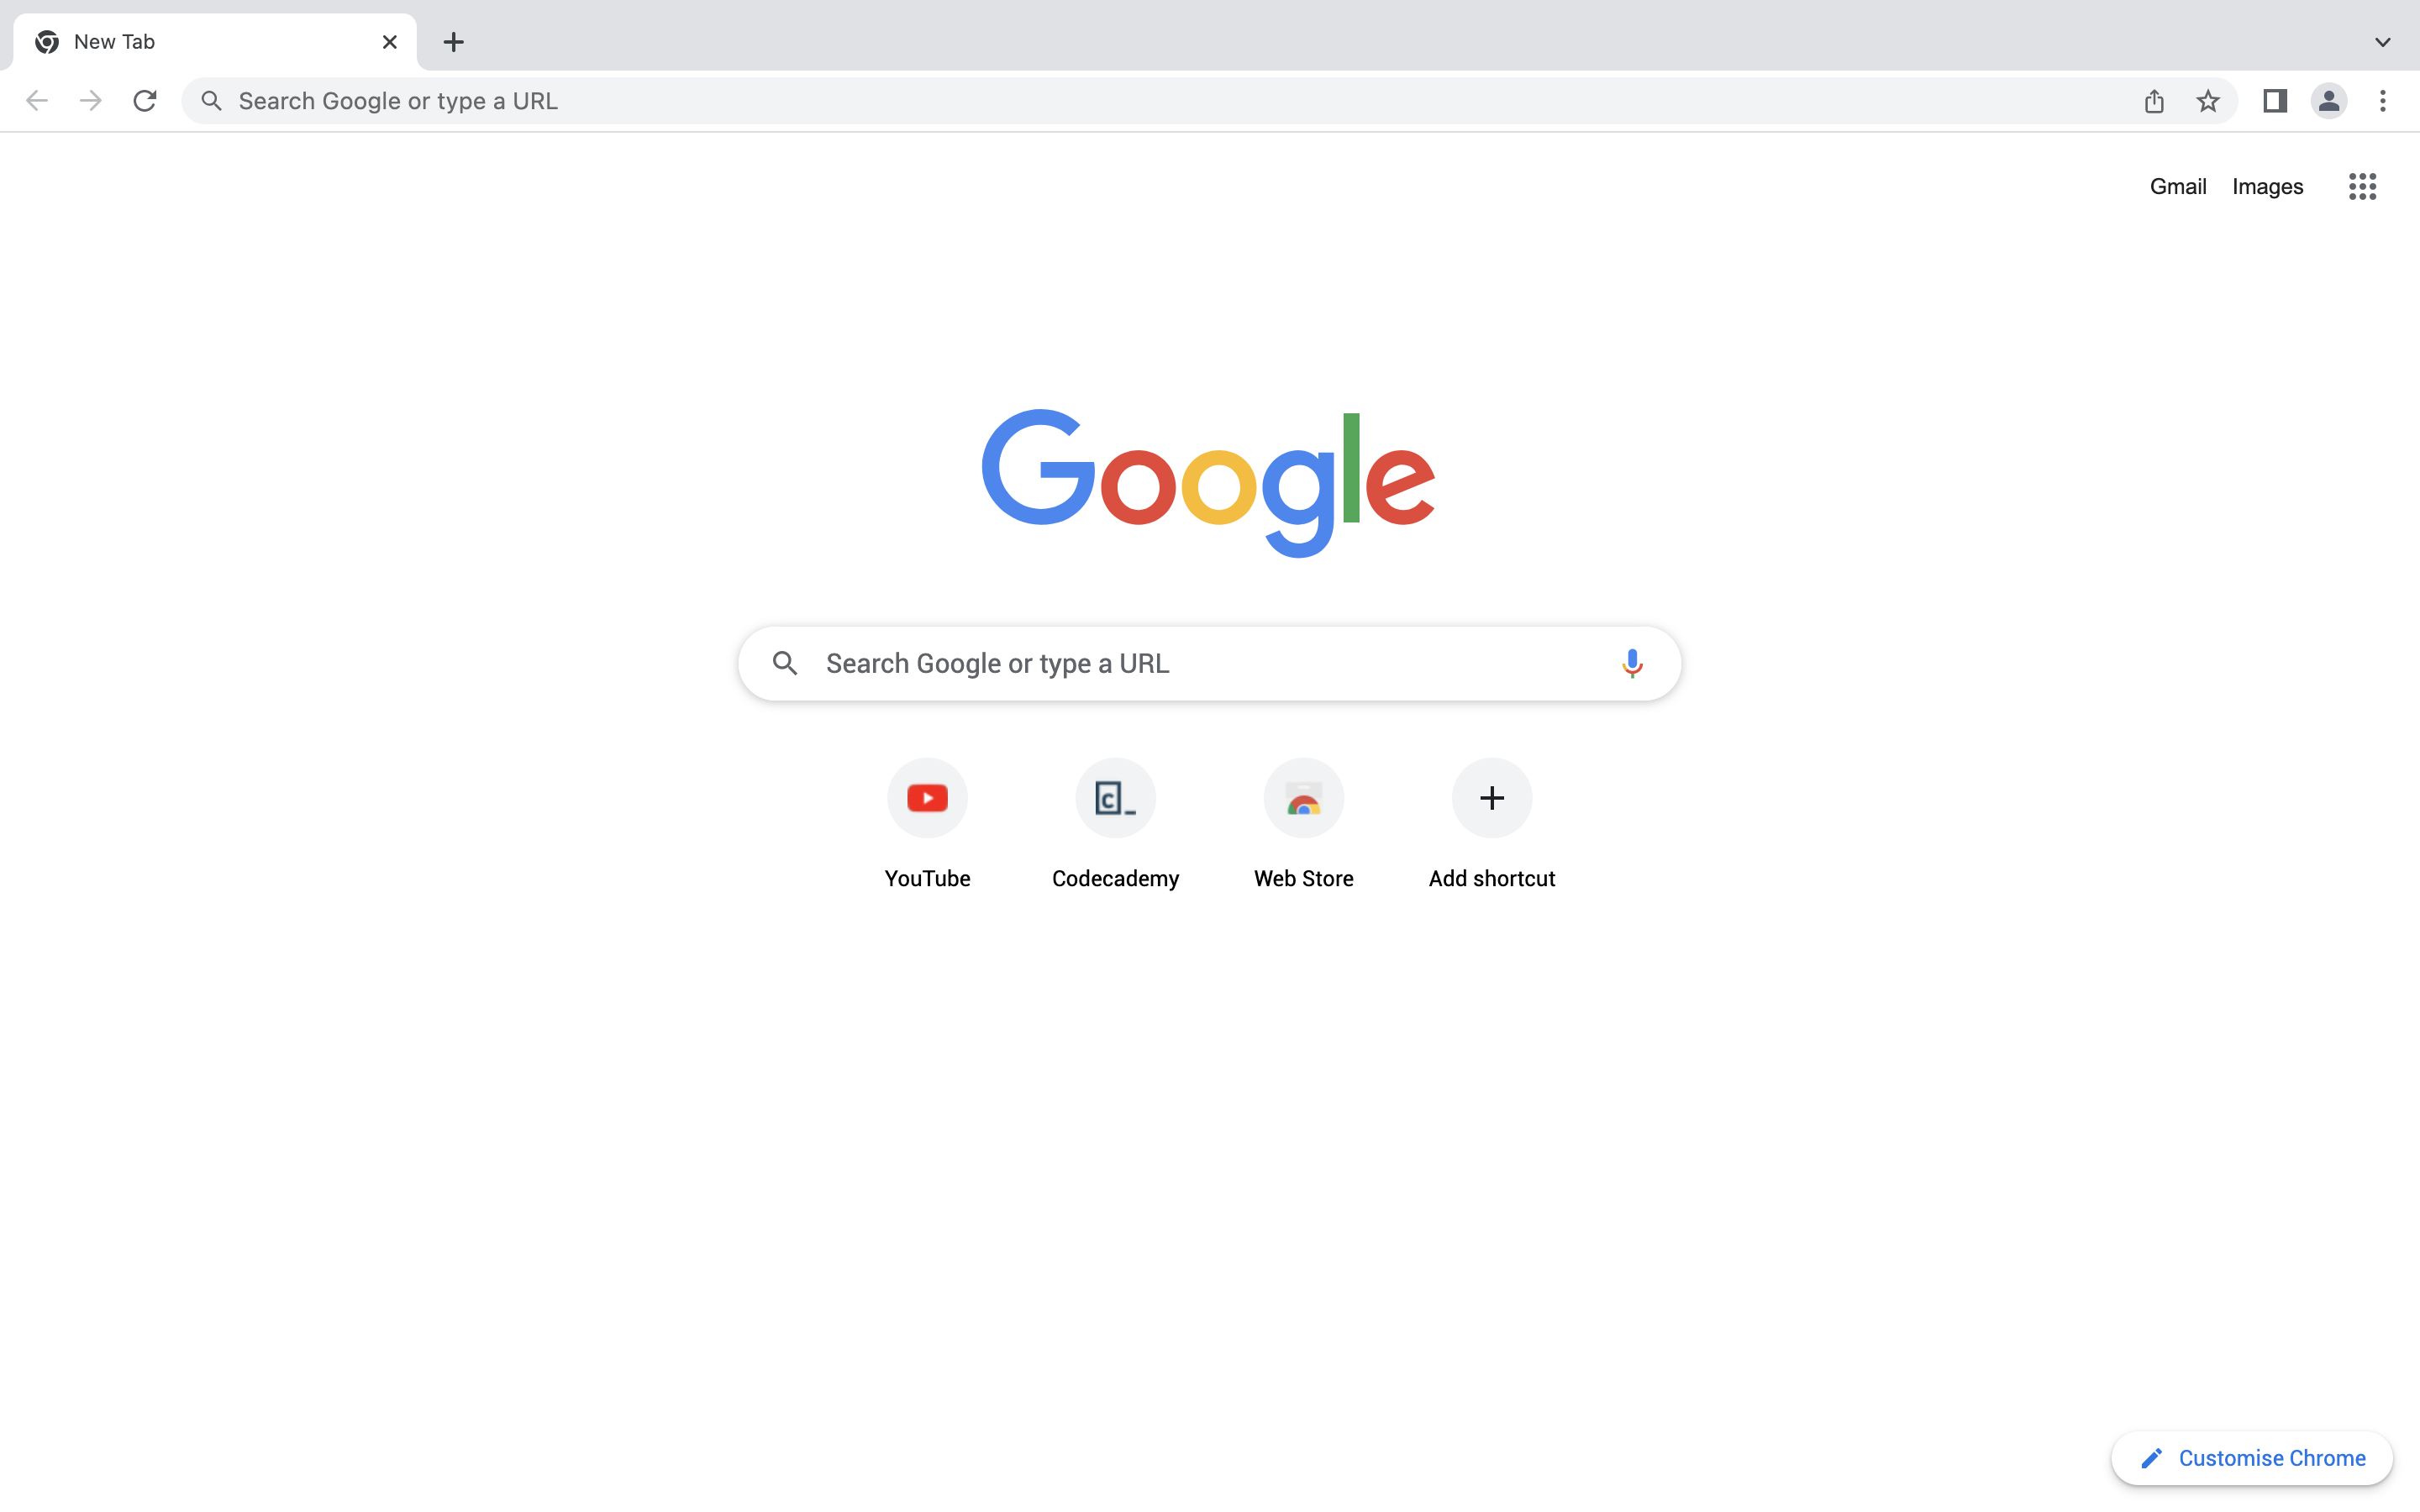 New Tab
Search Google or type a URL
Gmail Images
Google
Search Google or type a URL
YouTube Codecademy Web Store Add shortcut
Customise Chrome